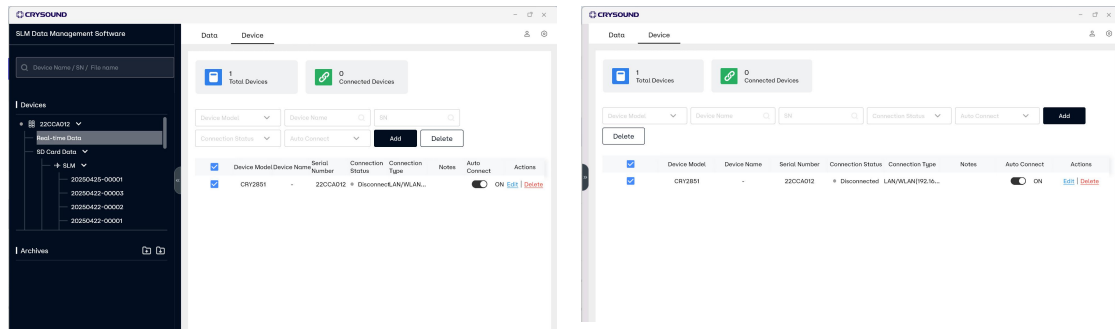 CRYSOUND
SLM Data Management Software
Data Device
Device Name / SN / File name
1
Total Devices
0
Connected Devices
Devices
22CCA012
Real-time Data
SD Card Data
SLM
20250425-00001
20250422-00003
20250422-00002
20250422-00001
Archives
Device Model Device Name SN
Connection Status Auto Connect Add Delete
Device Model Device Name Serial Number Connection Status Connection Type Notes Auto Connect Actions
CRY2851 - 22CCA012 Disconnect LAN/WLAN... ON Edit | Delete
CRYSOUND
Data Device
1
Total Devices
0
Connected Devices
Device Model Device Name SN Connection Status Auto Connect Add
Delete
Device Model Device Name Serial Number Connection Status Connection Type Notes Auto Connect Actions
CRY2851 - 22CCA012 Disconnected LAN/WLAN|192.16... ON Edit | Delete